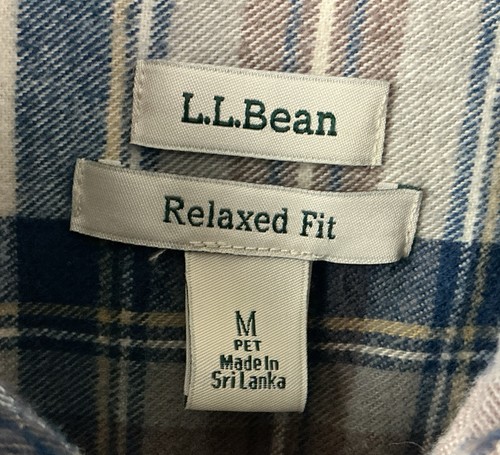 L.L.Bean
Relaxed Fit
M
PET
Made In
Sri Lanka